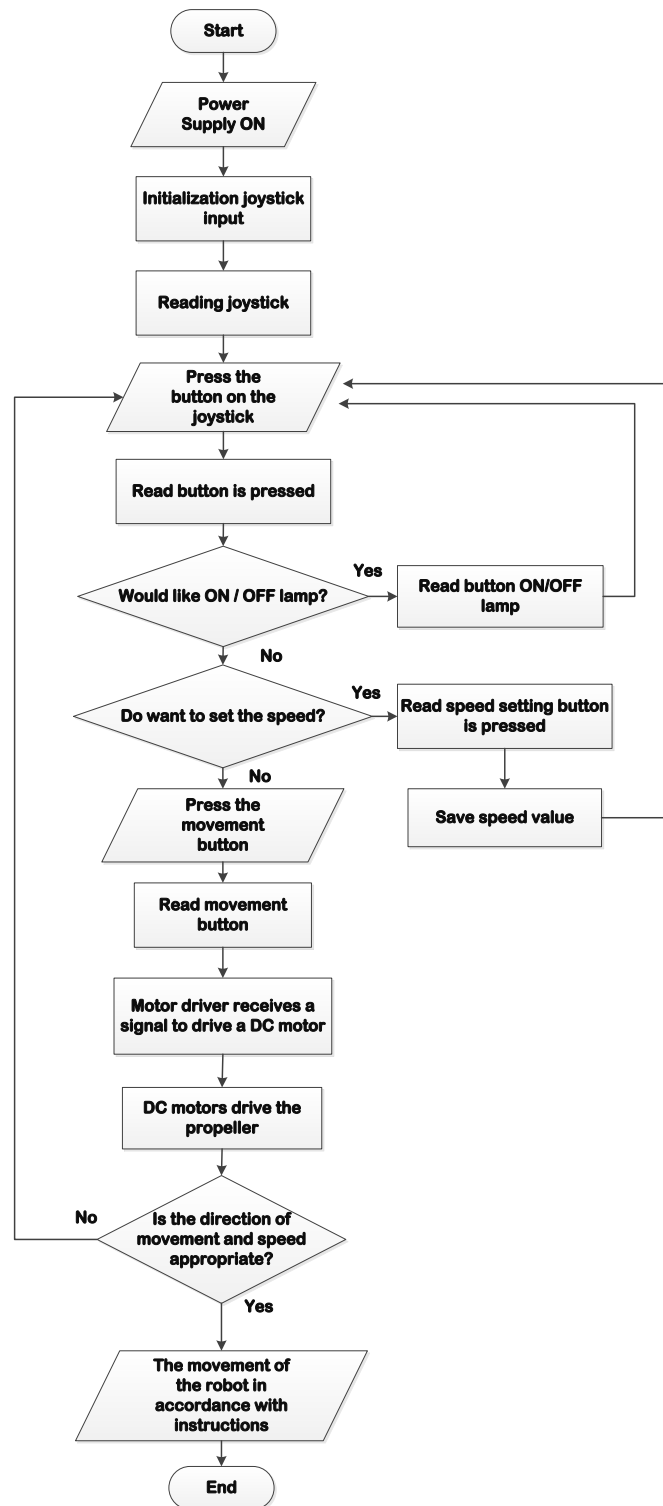 Start
Power
Supply ON
Initialization joystick
input
Reading joystick
Press the
button on the
joystick
Read button is pressed
Would like ON / OFF lamp?
Yes
Read button ON/OFF
lamp
No
Do want to set the speed?
Yes
Read speed setting button
is pressed
No
Save speed value
Press the
movement
button
Read movement
button
Motor driver receives a
signal to drive a DC motor
DC motors drive the
propeller
No
Is the direction of
movement and speed
appropriate?
Yes
The movement of
the robot in
accordance with
instructions
End